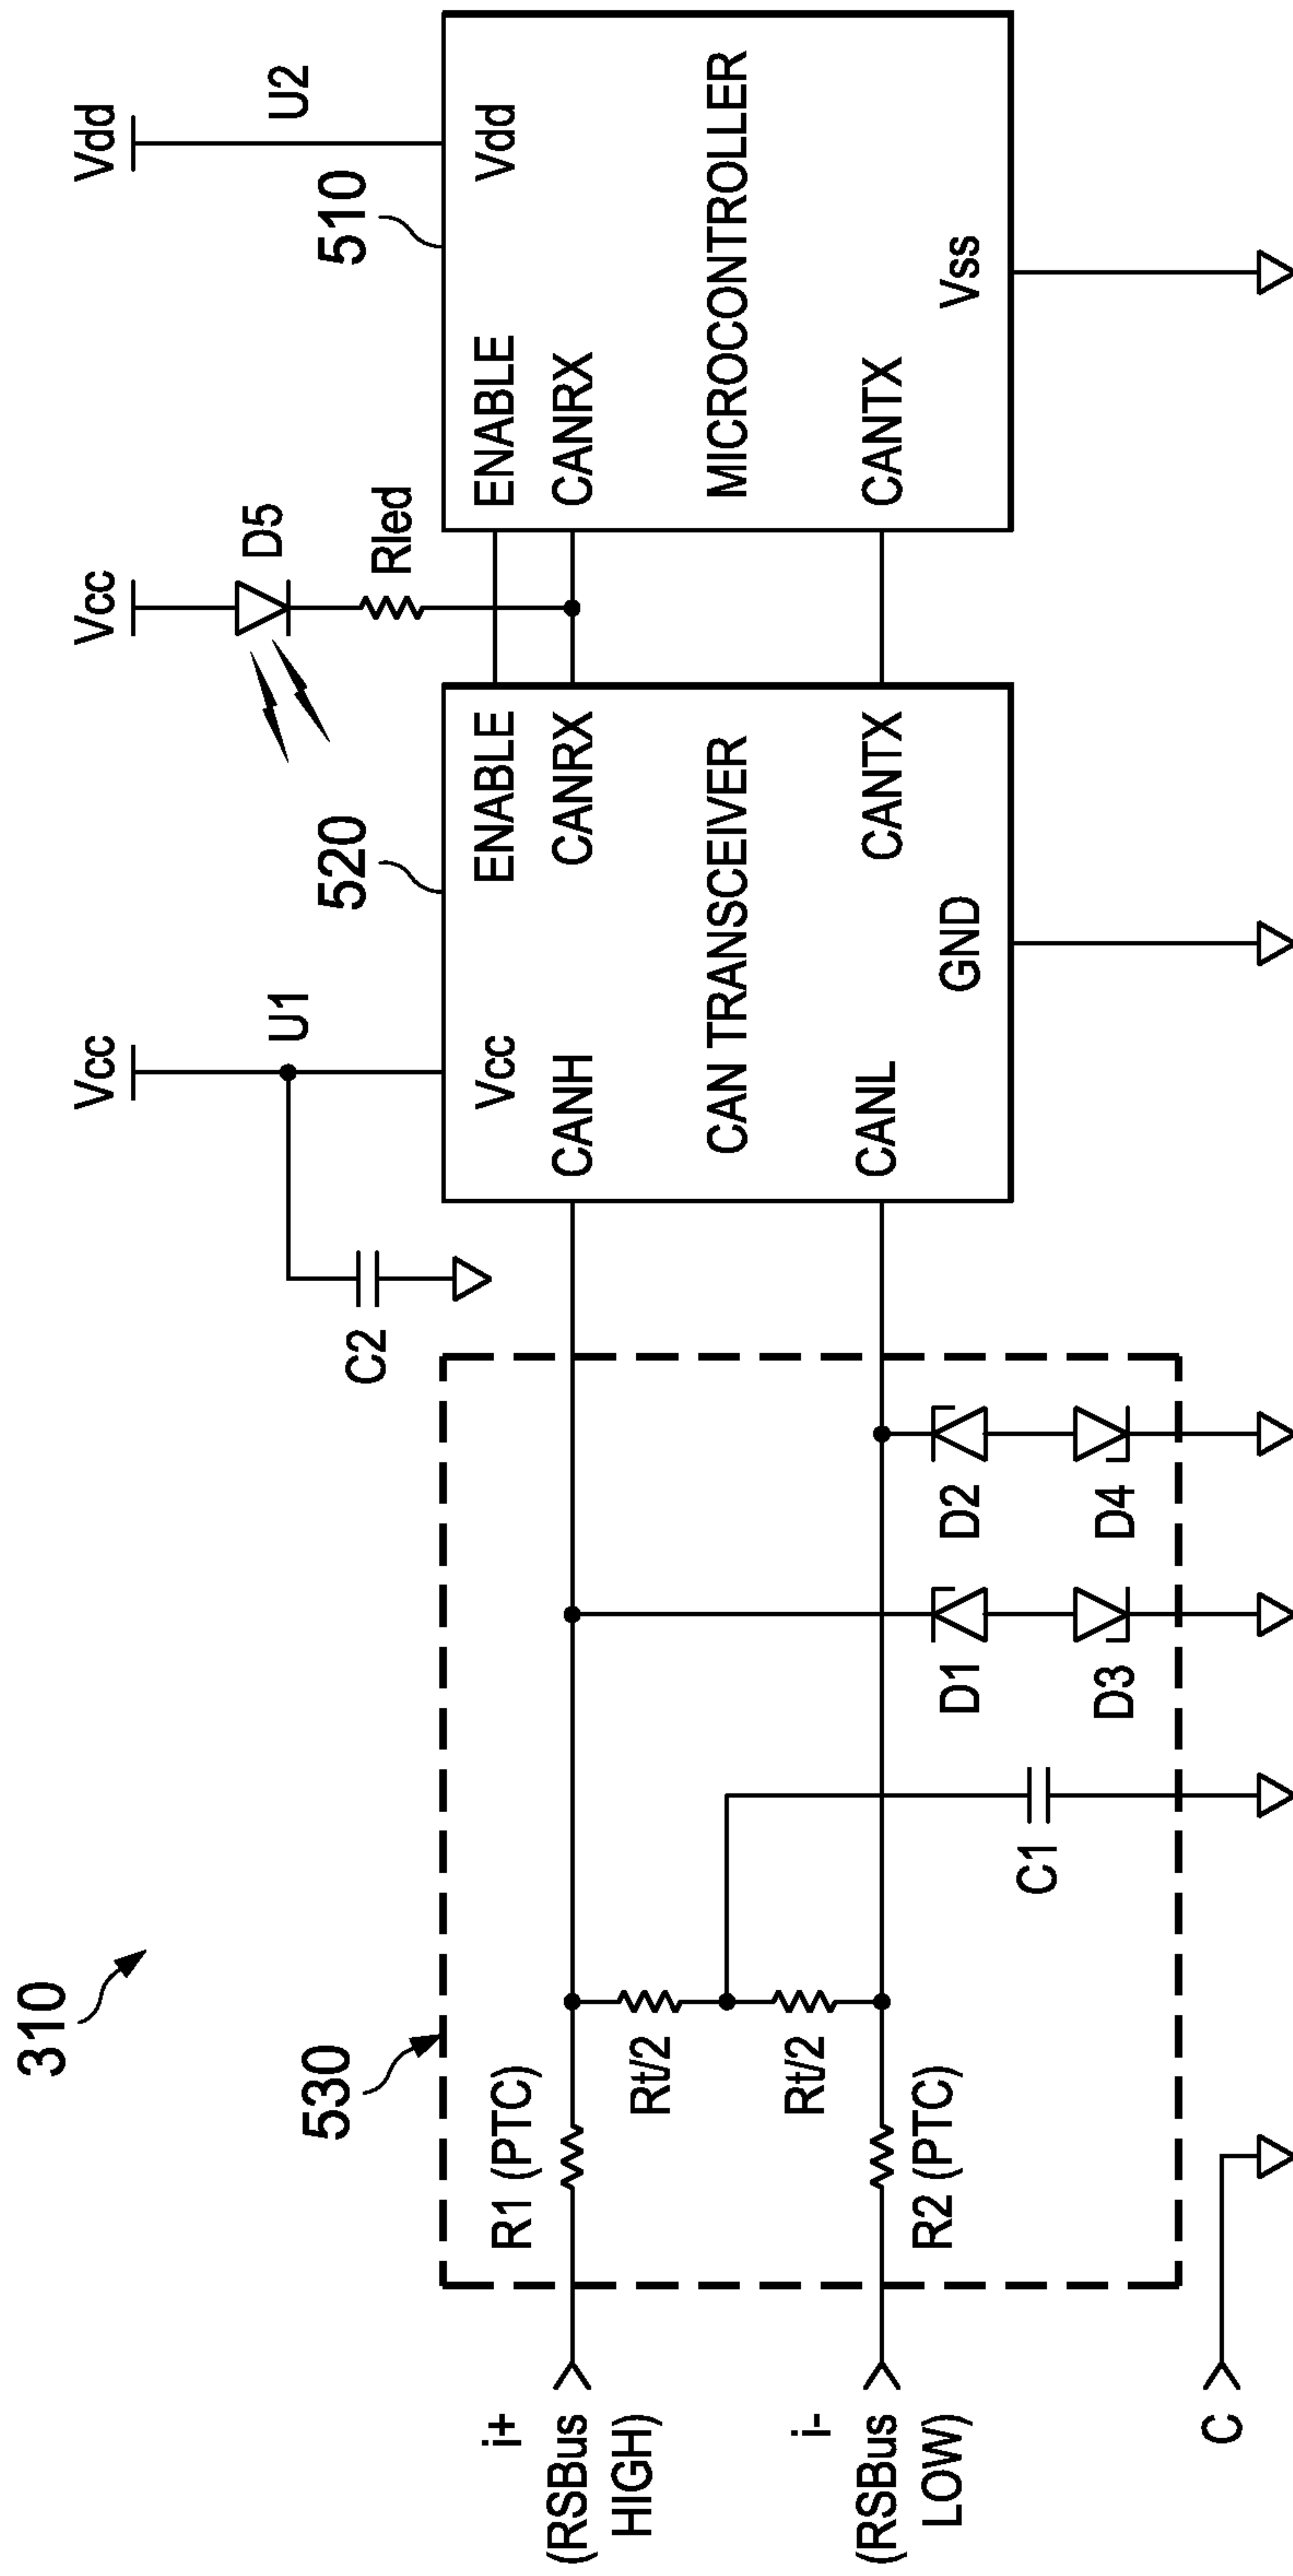 310
530
i+
(RSBus
HIGH)
i-
(RSBus
LOW)
C
R1 (PTC)
Rt/2
Rt/2
R2 (PTC)
C1
D1
D3
D2
D4
C2
Vcc
U1
520
Vcc
CANH
ENABLE
CANRX
CAN TRANSCEIVER
CANL
CANTX
GND
Vcc
D5
Rled
Vdd
U2
510
ENABLE
Vdd
CANRX
MICROCONTROLLER
CANTX
Vss